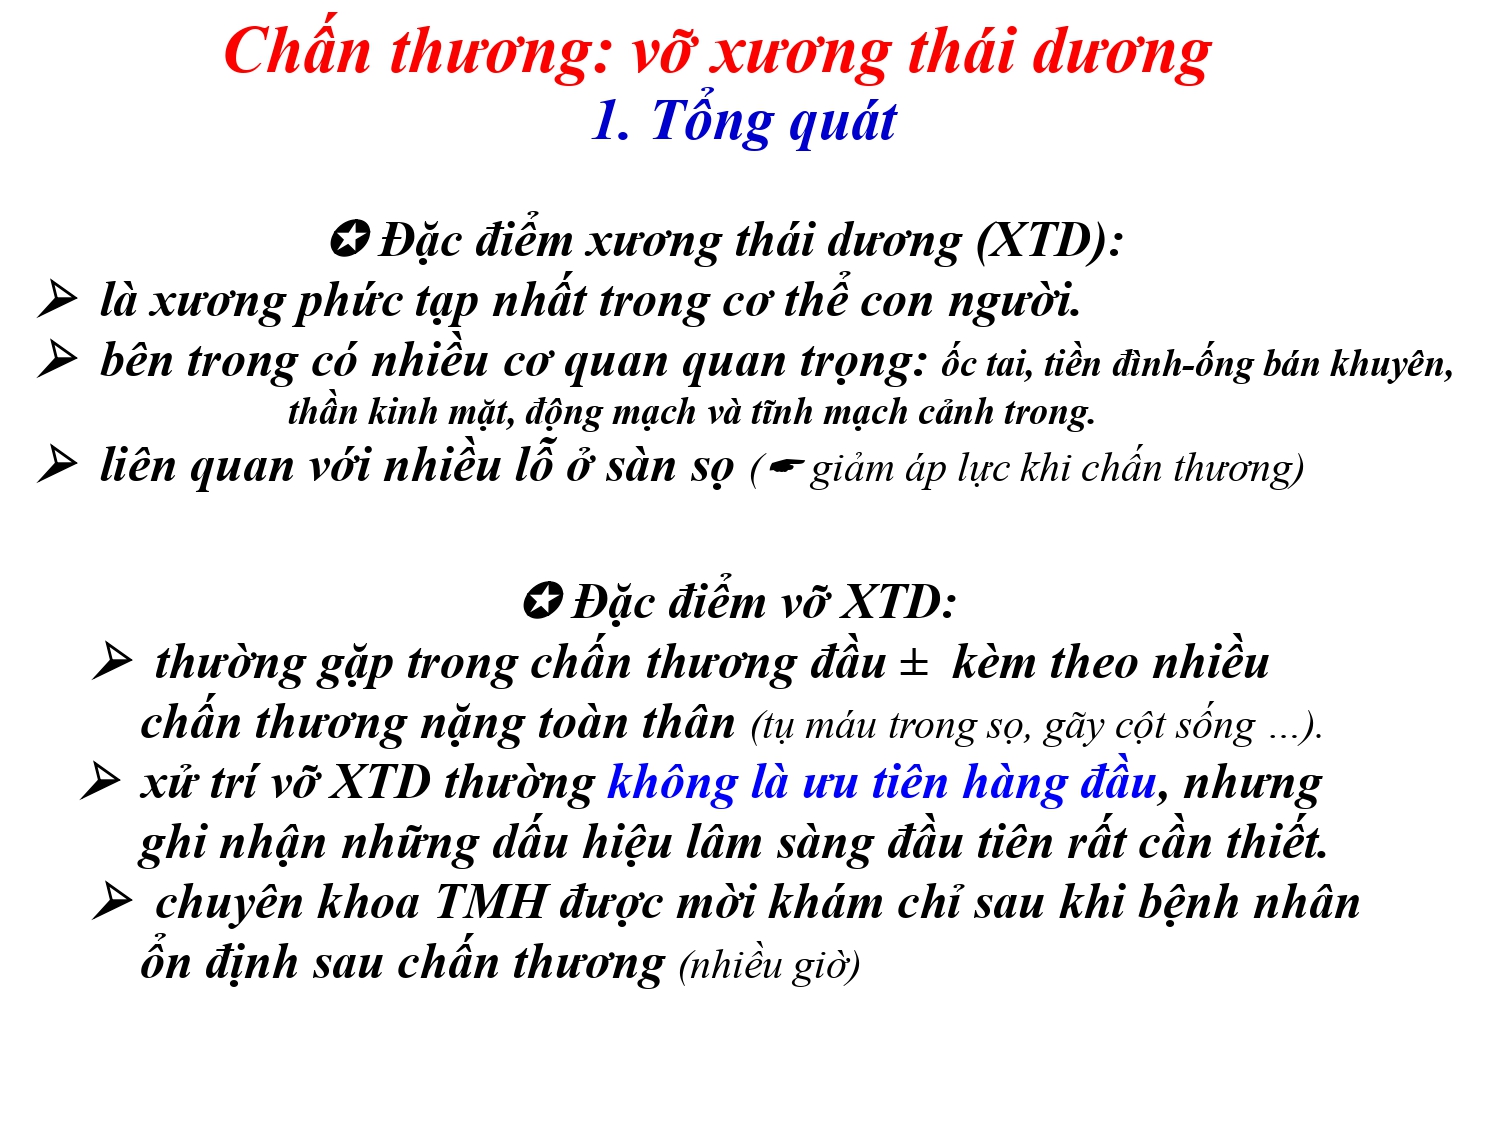 Chấn thương: vỡ xương thái dương
1. Tổng quát
✪ Đặc điểm xương thái dương (XTD):
➢ là xương phức tạp nhất trong cơ thể con người.
➢ bên trong có nhiều cơ quan quan trọng: ốc tai, tiền đình-ống bán khuyên,
thần kinh mặt, động mạch và tĩnh mạch cảnh trong.
➢ liên quan với nhiều lỗ ở sàn sọ (☛ giảm áp lực khi chấn thương)
✪ Đặc điểm vỡ XTD:
➢ thường gặp trong chấn thương đầu ± kèm theo nhiều
chấn thương nặng toàn thân (tụ máu trong sọ, gãy cột sống ...).
➢ xử trí vỡ XTD thường không là ưu tiên hàng đầu, nhưng
ghi nhận những dấu hiệu lâm sàng đầu tiên rất cần thiết.
➢ chuyên khoa TMH được mời khám chỉ sau khi bệnh nhân
ổn định sau chấn thương (nhiều giờ)